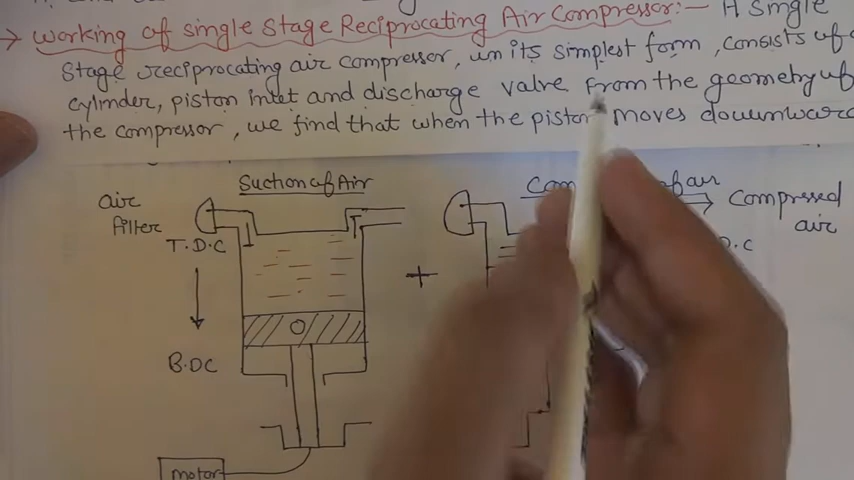 → working of single stage Reciprocating Air Compressor:— A Single
stage reciprocating air compressor, in its simplest form, consists of
cylinder, piston inlet and discharge valve from the geometry of
the compressor, we find that when the piston moves downward
Suction of Air
of air
air
filter
Compressed
air
T.D.C
+
B.DC
motor